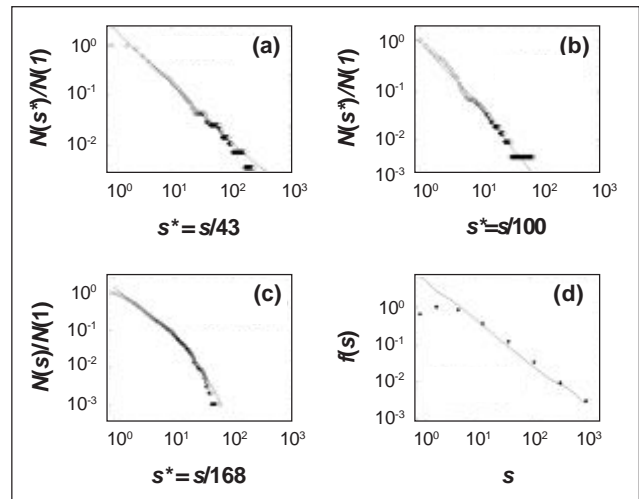 (a)
N(s*)/N(1)
10⁰
10⁻¹
10⁻²
10⁰ 10¹ 10² 10³
s* = s/43
(b)
N(s*)/N(1)
10⁰
10⁻¹
10⁻²
10⁻³
10⁰ 10¹ 10² 10³
s*=s/100
(c)
N(s)/N(1)
10⁰
10⁻¹
10⁻²
10⁻³
10⁰ 10¹ 10² 10³
s* = s/168
(d)
f(s)
10⁰
10⁻¹
10⁻²
10⁻³
10⁰ 10¹ 10² 10³
s